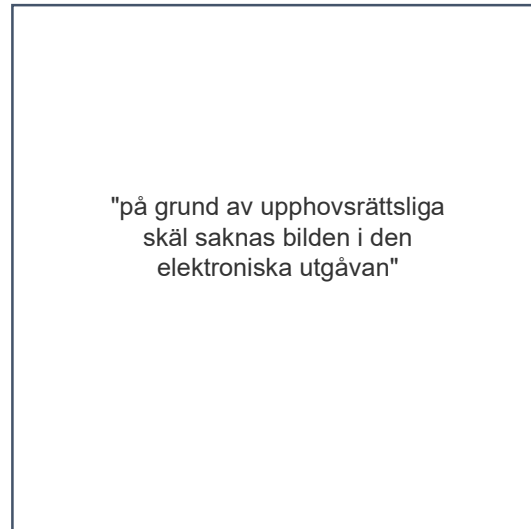 "på grund av upphovsrättsliga
skäl saknas bilden i den
elektroniska utgåvan"